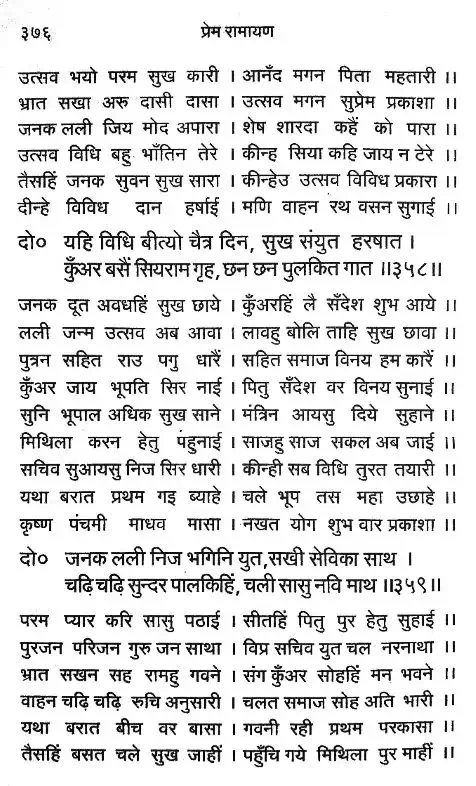 ३७६ प्रेम रामायण
उत्सव भयो परम सुख कारी । आनँद मगन पिता महतारी ।।
भ्रात सखा अरु दासी दासा । उत्सव मगन सुप्रेम प्रकाशा ।।
जनक लली जिय मोद अपारा । शेष शारदा कहैं को पारा ।।
उत्सव विधि बहु भाँतिन तेरे । कीन्ह सिया कहि जाय न टेरे ।।
तैसहिं जनक सुवन सुख सारा । कीन्हेउ उत्सव विविध प्रकारा ।।
दीन्हे विविध दान हर्षाई । मणि वाहन रथ वसन सुगाई ।।
दो० यहि विधि बीत्यो चैत्र दिन, सुख संयुत हरषात ।
कुँअर बसैं सियराम गृह, छन छन पुलकित गात ।।३५८।।
जनक दूत अवधहिं सुख छाये । कुँअरहिं लै सँदेश शुभ आये ।।
लली जन्म उत्सव अब आवा । लावहु बोलि ताहि सुख छावा ।।
पुत्रन सहित राउ पगु धारैं । सहित समाज विनय हम कारैं ।।
कुँअर जाय भूपति सिर नाई । पितु सँदेश वर विनय सुनाई ।।
सुनि भूपाल अधिक सुख साने । मंत्रिन आयसु दिये सुहाने ।।
मिथिला करन हेतु पंहुनाई । साजहु साज सकल अब जाई ।।
सचिव सुआयसु निज सिर धारी । कीन्ही सब विधि तुरत तयारी ।।
यथा बरात प्रथम गइ ब्याहे । चले भूप तस महा उछाहे ।।
कृष्ण पंचमी माधव मासा । नखत योग शुभ वार प्रकाशा ।।
दो० जनक लली निज भगिनि युत, सखी सेविका साथ ।
चढ़ि चढ़ि सुन्दर पालकिहिं, चली सासु नवि माथ ।।३५९।।
परम प्यार करि सासु पठाई । सीतहिं पितु पुर हेतु सुहाई ।।
पुरजन परिजन गुरु जन साथा । विप्र सचिव युत चल नरनाथा ।।
भ्रात सखन सह रामहु गवने । संग कुँअर सोहहिं मन भवने ।।
वाहन चढ़ि चढ़ि रुचि अनुसारी । चलत समाज सोह अति भारी ।।
यथा बरात बीच वर बासा । गवनी रही प्रथम परकासा ।।
तैसहिं बसत चले सुख जाहीं । पहुँचि गये मिथिला पुर माहीं ।।